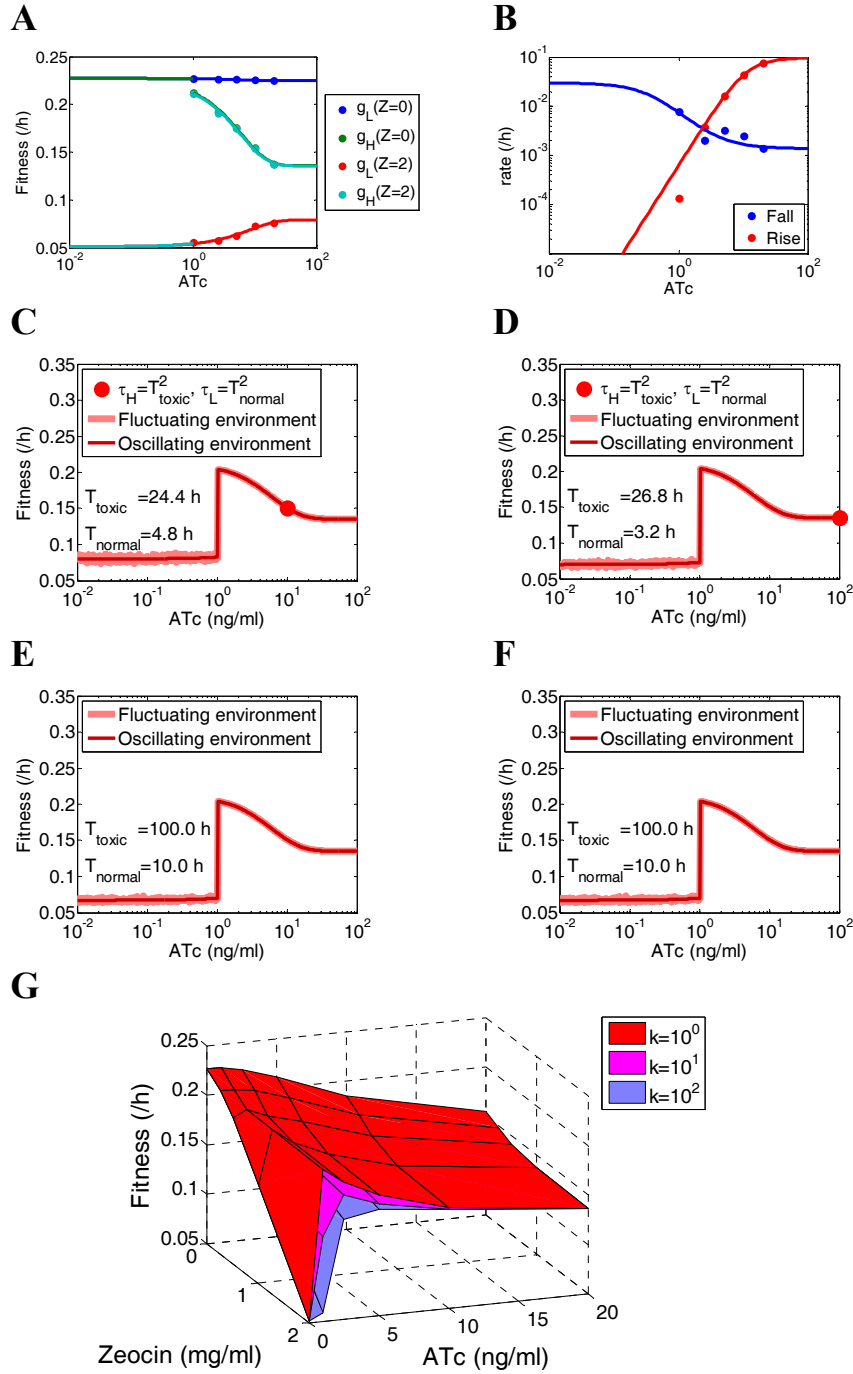 A
0.25
0.2
0.15
0.1
0.05
Fitness (/h)
10^-2
10^0
10^2
ATc
g_L(Z=0)
g_H(Z=0)
g_L(Z=2)
g_H(Z=2)
B
10^-1
10^-2
10^-3
10^-4
rate (/h)
10^-2
10^0
10^2
ATc
Fall
Rise
C
0.35
0.3
0.25
0.2
0.15
0.1
0.05
Fitness (/h)
τ_H=T^2_toxic, τ_L=T^2_normal
Fluctuating environment
Oscillating environment
T_toxic =24.4 h
T_normal=4.8 h
10^-2
10^-1
10^0
10^1
10^2
ATc (ng/ml)
D
0.35
0.3
0.25
0.2
0.15
0.1
0.05
Fitness (/h)
τ_H=T^2_toxic, τ_L=T^2_normal
Fluctuating environment
Oscillating environment
T_toxic =26.8 h
T_normal=3.2 h
10^-2
10^-1
10^0
10^1
10^2
ATc (ng/ml)
E
0.35
0.3
0.25
0.2
0.15
0.1
0.05
Fitness (/h)
Fluctuating environment
Oscillating environment
T_toxic =100.0 h
T_normal=10.0 h
10^-2
10^-1
10^0
10^1
10^2
ATc (ng/ml)
F
0.35
0.3
0.25
0.2
0.15
0.1
0.05
Fitness (/h)
Fluctuating environment
Oscillating environment
T_toxic =100.0 h
T_normal=10.0 h
10^-2
10^-1
10^0
10^1
10^2
ATc (ng/ml)
G
0.25
0.2
0.15
0.1
0.05
Fitness (/h)
0
1
2
Zeocin (mg/ml)
0
5
10
15
20
ATc (ng/ml)
k=10^0
k=10^1
k=10^2